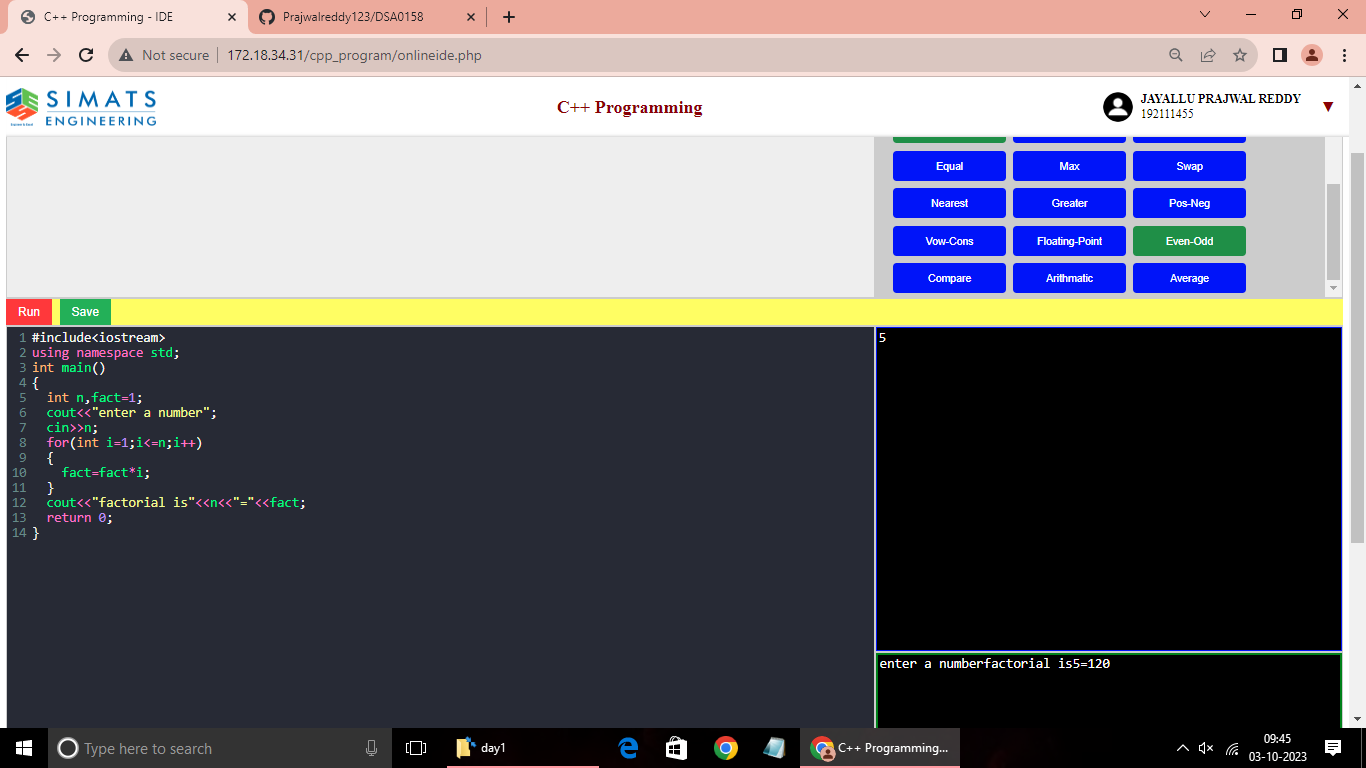 C++ Programming - IDE
Prajwalreddy123/DSA0158
Not secure
172.18.34.31/cpp_program/onlineide.php
SIMATS
ENGINEERING
C++ Programming
JAYALLU PRAJWAL REDDY
192111455
Equal Max Swap
Nearest Greater Pos-Neg
Vow-Cons Floating-Point Even-Odd
Compare Arithmatic Average
Run Save
1 #include<iostream>
2 using namespace std;
3 int main()
4 {
5   int n,fact=1;
6   cout<<"enter a number";
7   cin>>n;
8   for(int i=1;i<=n;i++)
9   {
10     fact=fact*i;
11   }
12   cout<<"factorial is"<<n<<"="<<fact;
13   return 0;
14 }
5
enter a numberfactorial is5=120
Type here to search
day1
C++ Programming...
09:45
03-10-2023